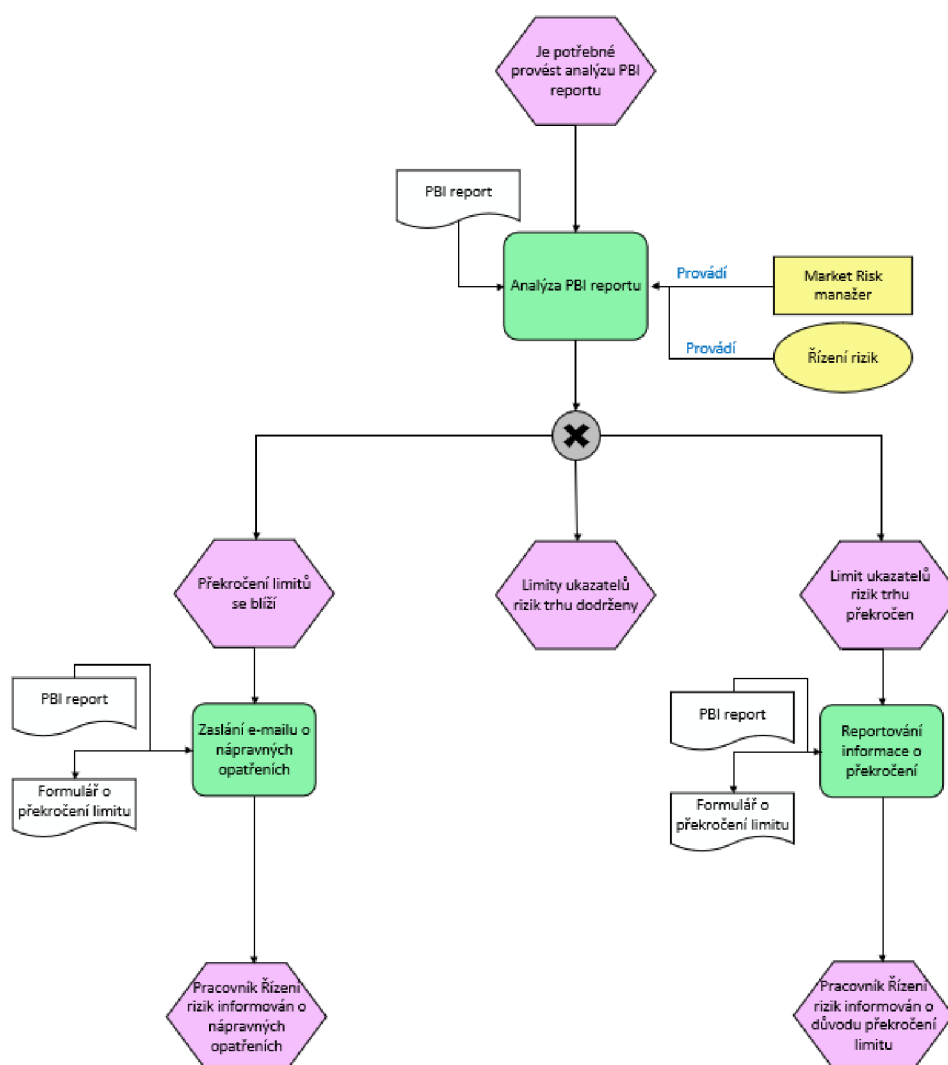 Je potřebné
provést analýzu PBI
reportu
PBI report
Analýza PBI reportu
Provádí
Market Risk
manažer
Provádí
Řízení rizik
Překročení limitů
se blíží
Limity ukazatelů
rizik trhu dodrženy
Limit ukazatelů
rizik trhu
překročen
PBI report
Zaslání e-mailu o
nápravných
opatřeních
Formulář o
překročení limitu
PBI report
Reportování
informace o
překročení
Formulář o
překročení limitu
Pracovník Řízení
rizik informován o
nápravných
opatřeních
Pracovník Řízení
rizik informován o
důvodu překročení
limitu